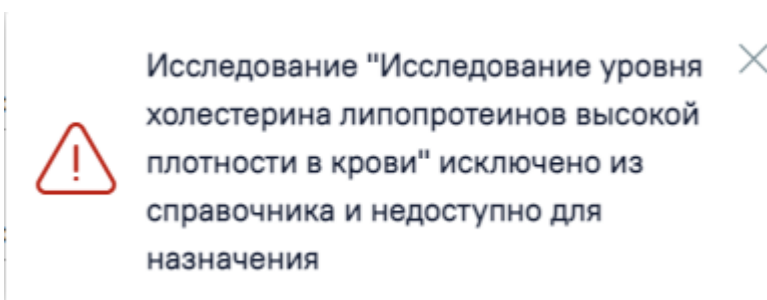 Исследование "Исследование уровня
холестерина липопротеинов высокой
плотности в крови" исключено из
справочника и недоступно для
назначения